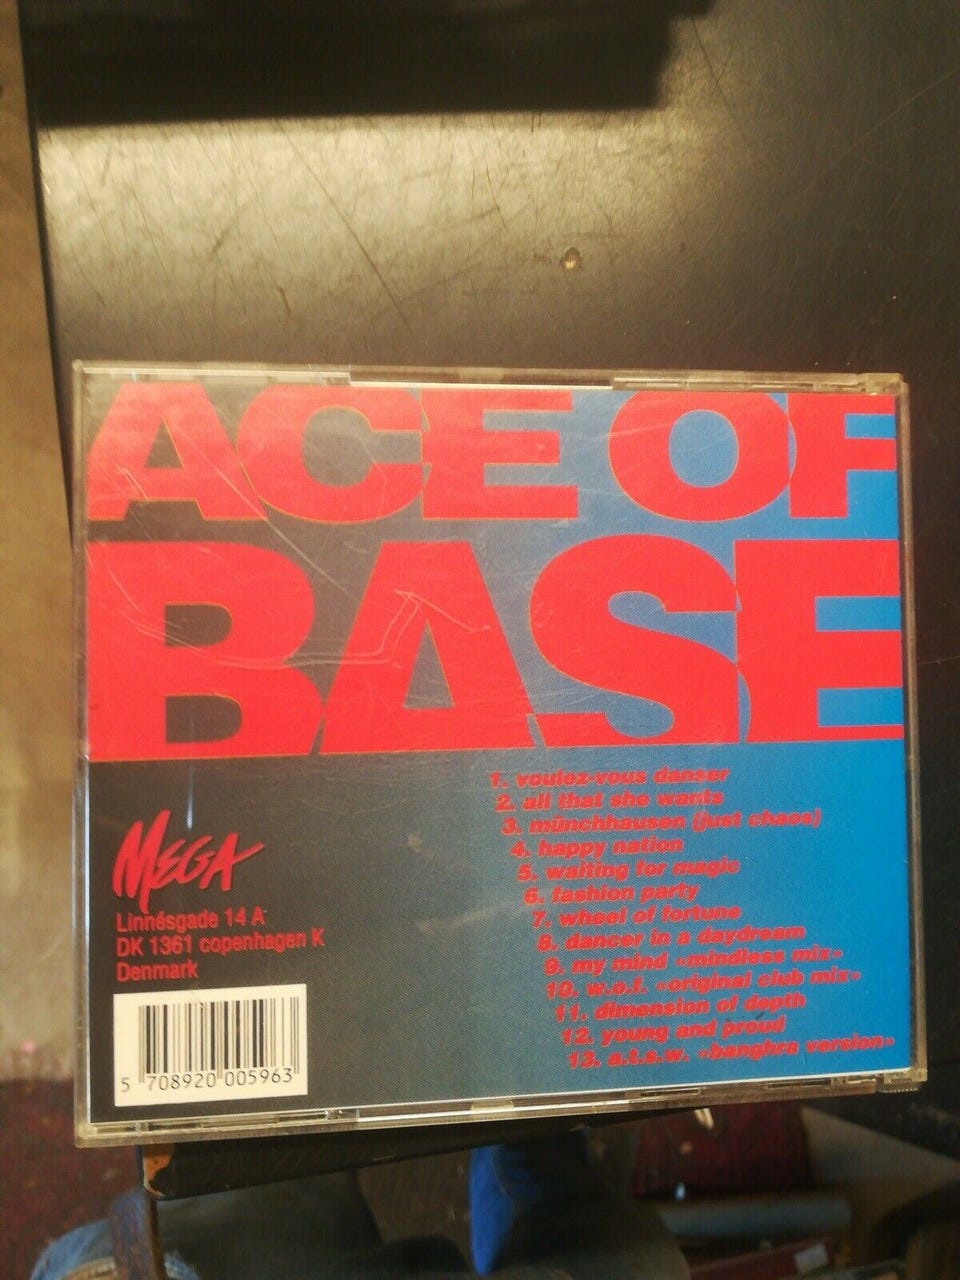 ACE OF
BASE
1. voulez-vous danser
2. all that she wants
3. münchhausen (just chaos)
4. happy nation
5. waiting for magic
6. fashion party
7. wheel of fortune
8. dancer in a daydream
9. my mind «mindless mix»
10. w.o.f. «original club mix»
11. dimension of depth
12. young and proud
13. a.t.s.w. «banghra version»
MEGA
Linnésgade 14 A
DK 1361 copenhagen K
Denmark
5 708920 005963